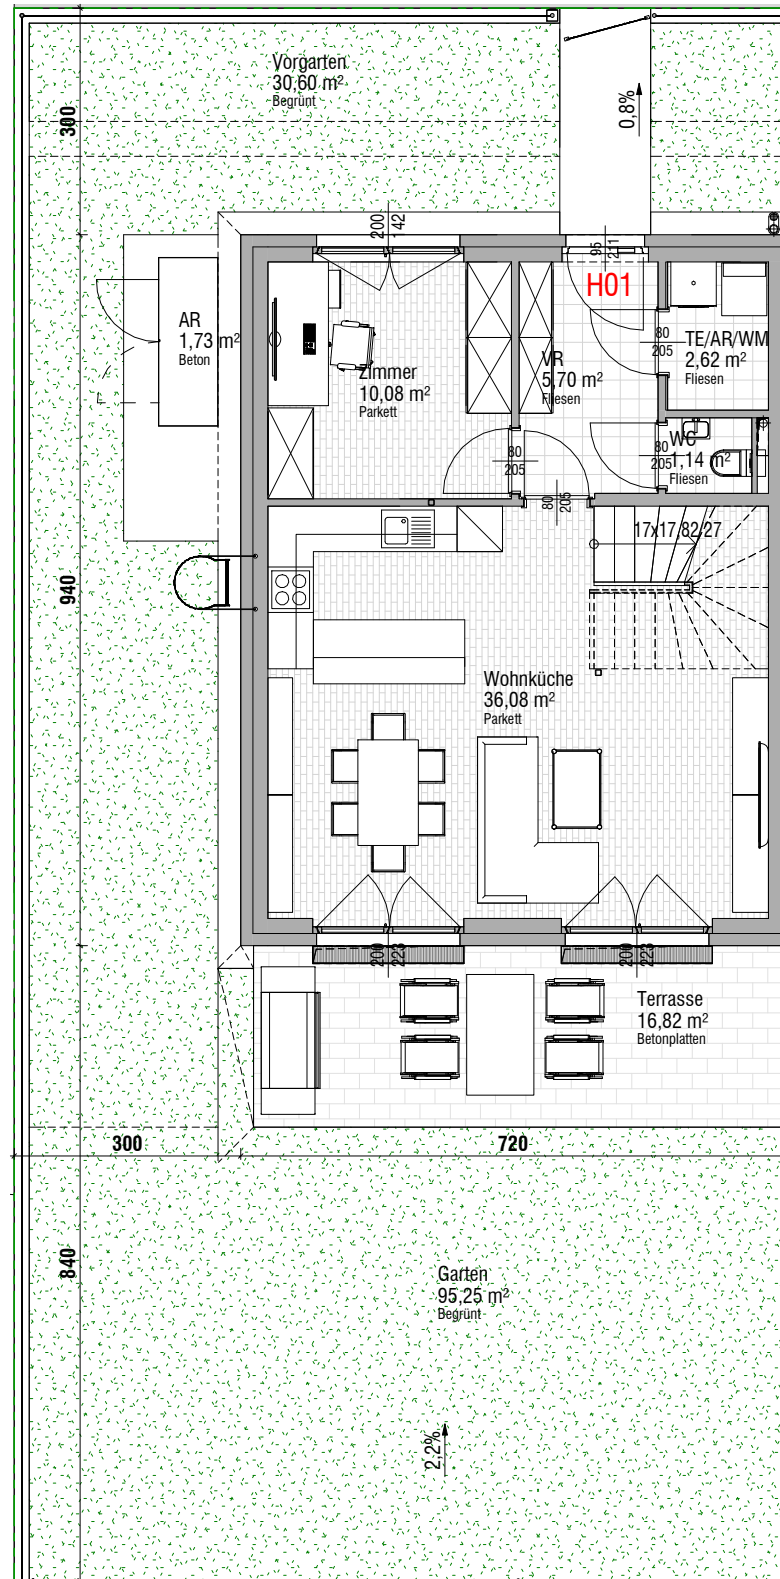 Vorgarten
30,60 m²
Begrünt
300
0,8%
200
142
95
211
H01
AR
1,73 m²
Beton
Zimmer
10,08 m²
Parkett
VR
5,70 m²
Fliesen
80
205
TE/AR/WM
2,62 m²
Fliesen
80
205
WC
1,14 m²
Fliesen
80
205
80
205
17x17,82,27
940
Wohnküche
36,08 m²
Parkett
200
223
200
223
Terrasse
16,82 m²
Betonplatten
300
720
840
Garten
95,25 m²
Begrünt
2,2%